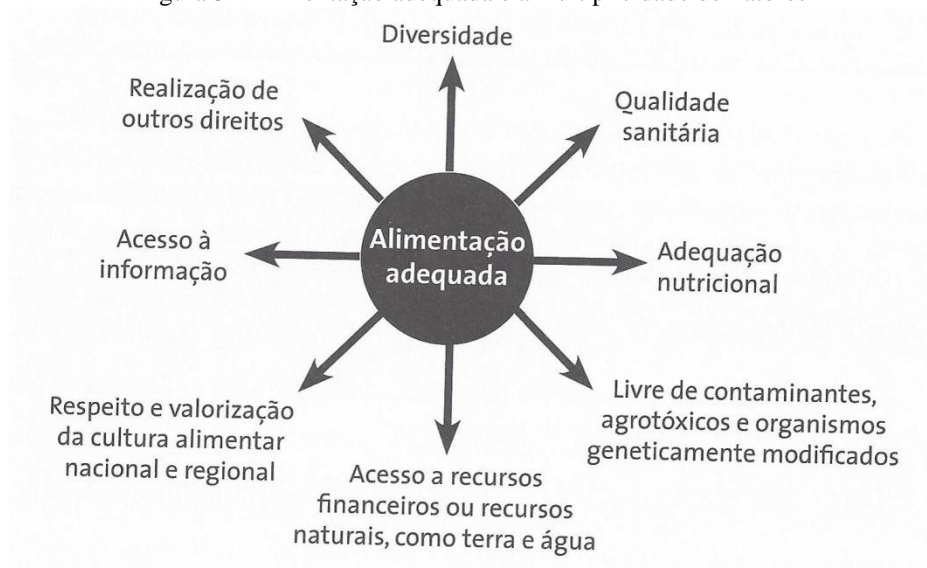 Diversidade
Qualidade
sanitária
Adequação
nutricional
Livre de contaminantes,
agrotóxicos e organismos
geneticamente modificados
Acesso a recursos
financeiros ou recursos
naturais, como terra e água
Respeito e valorização
da cultura alimentar
nacional e regional
Acesso à
informação
Realização de
outros direitos
Alimentação
adequada